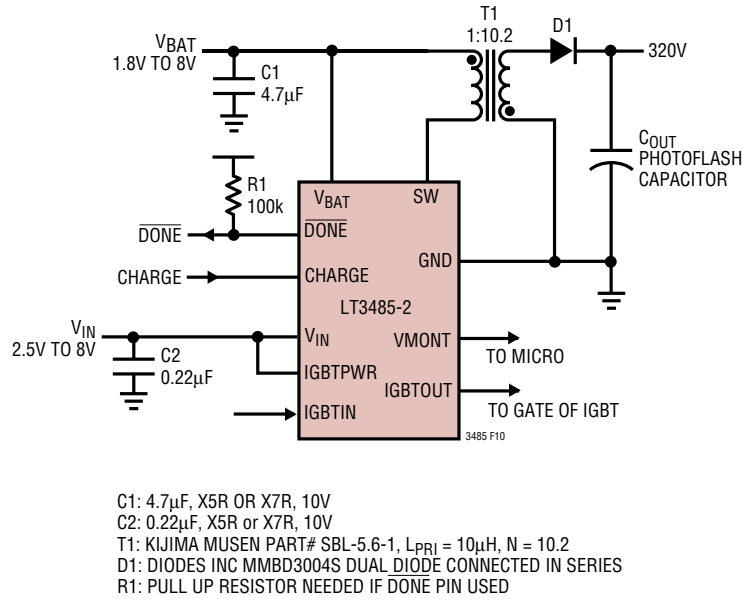 T1
1:10.2
D1
VBAT
1.8V TO 8V
C1
4.7µF
320V
COUT
PHOTOFLASH
CAPACITOR
R1
100k
VBAT
SW
DONE
DONE
GND
CHARGE
CHARGE
LT3485-2
VIN
2.5V TO 8V
VIN
VMONT
TO MICRO
C2
0.22µF
IGBTPWR
IGBTOUT
TO GATE OF IGBT
IGBTIN
3485 F10
C1: 4.7µF, X5R OR X7R, 10V
C2: 0.22µF, X5R or X7R, 10V
T1: KIJIMA MUSEN PART# SBL-5.6-1, LPRI = 10µH, N = 10.2
D1: DIODES INC MMBD3004S DUAL DIODE CONNECTED IN SERIES
R1: PULL UP RESISTOR NEEDED IF DONE PIN USED